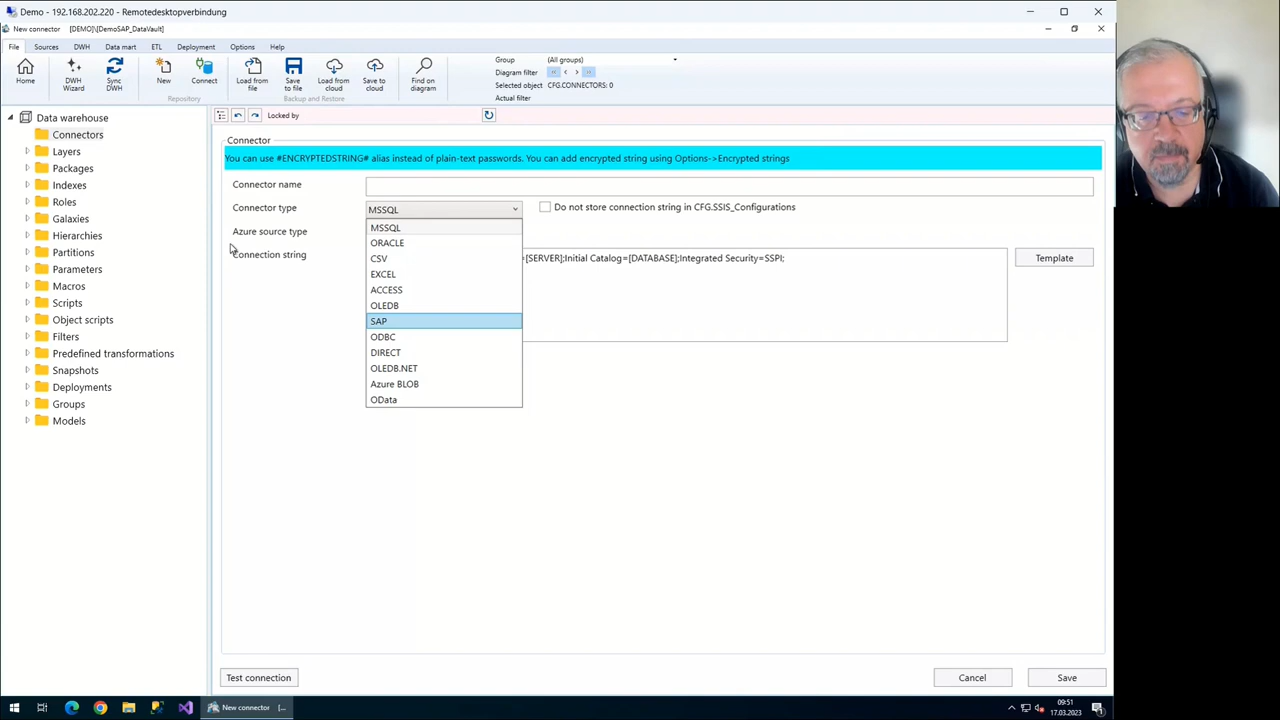 Demo - 192.168.202.220 - Remotedesktopverbindung
New connector [DEMO]\[DemoSAP_DataVault]
File Sources DWH Data mart ETL Deployment Options Help
Home
DWH Wizard
Sync DWH
New
Connect
Repository
Load from file
Save to file
Load from cloud
Save to cloud
Backup and Restore
Find on diagram
Group (All groups)
Diagram filter
Selected object CFG.CONNECTORS: 0
Actual filter
Data warehouse
Connectors
Layers
Packages
Indexes
Roles
Galaxies
Hierarchies
Partitions
Parameters
Macros
Scripts
Object scripts
Filters
Predefined transformations
Snapshots
Deployments
Groups
Models
Locked by
Connector
You can use #ENCRYPTEDSTRING# alias instead of plain-text passwords. You can add encrypted string using Options->Encrypted strings
Connector name
Connector type MSSQL Do not store connection string in CFG.SSIS_Configurations
Azure source type
Connection string =[SERVER];Initial Catalog=[DATABASE];Integrated Security=SSPI; Template
MSSQL
ORACLE
CSV
EXCEL
ACCESS
OLEDB
SAP
ODBC
DIRECT
OLEDB.NET
Azure BLOB
OData
Test connection Cancel Save
New connector [...
09:51
17.03.2023